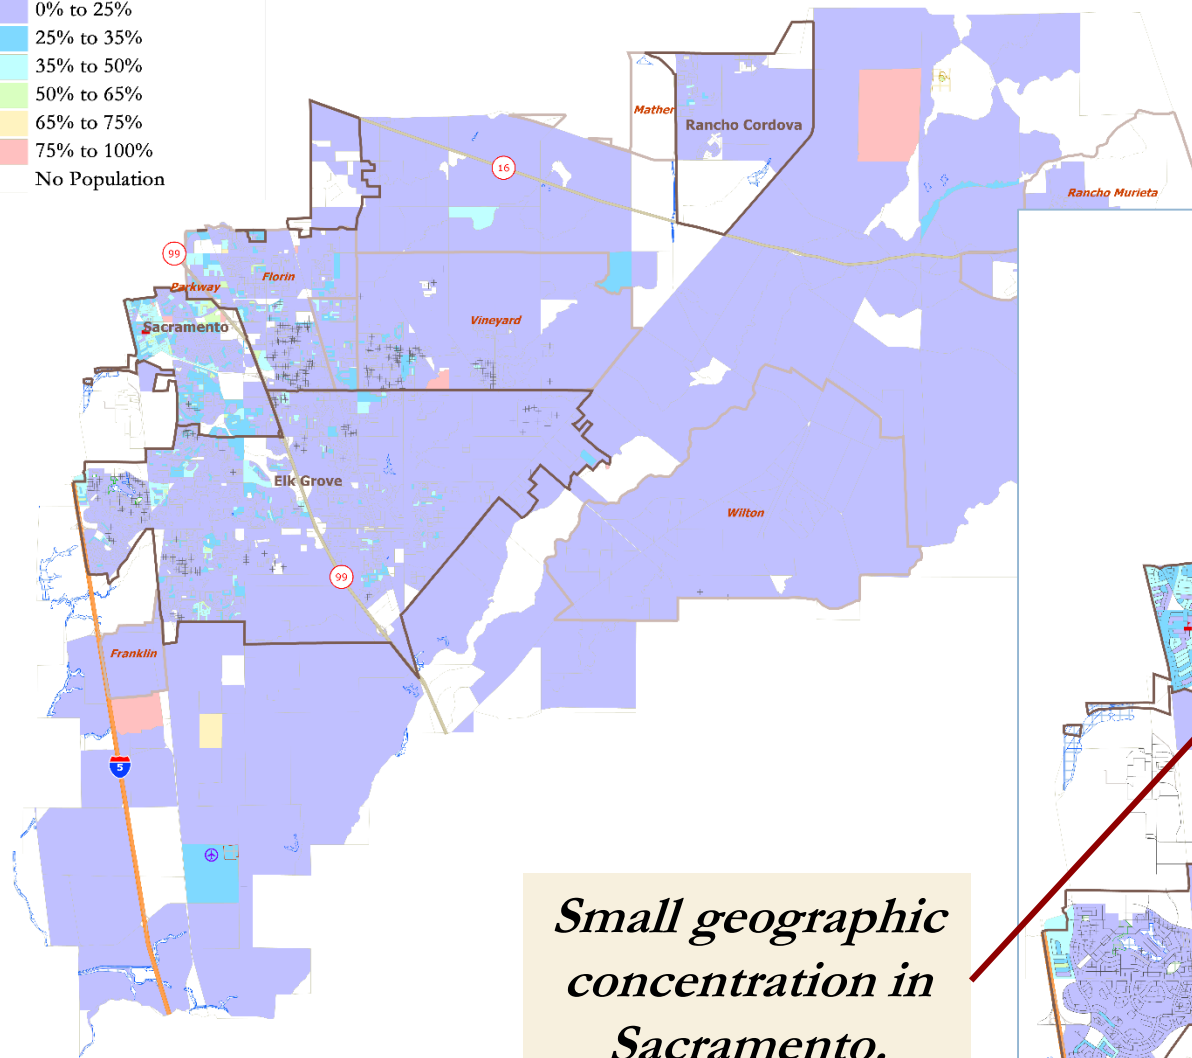 0% to 25%
25% to 35%
35% to 50%
50% to 65%
65% to 75%
75% to 100%
No Population
Mather
Rancho Cordova
16
Rancho Murieta
99
Florin
Parkway
Sacramento
Vineyard
Elk Grove
Wilton
99
Franklin
5
Small geographic
concentration in
Sacramento.